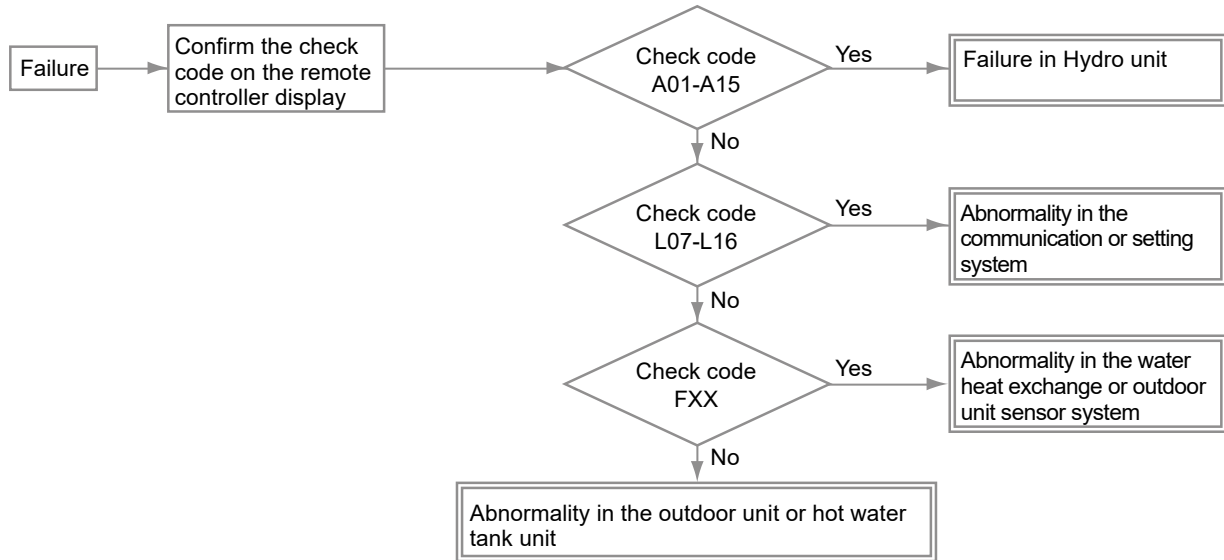 Failure
Confirm the check
code on the remote
controller display
Check code
A01-A15
Yes
Failure in Hydro unit
No
Check code
L07-L16
Yes
Abnormality in the
communication or setting
system
No
Check code
FXX
Yes
Abnormality in the water
heat exchange or outdoor
unit sensor system
No
Abnormality in the outdoor unit or hot water
tank unit